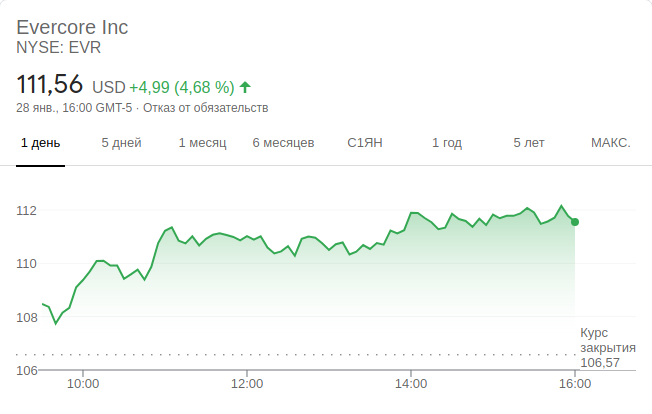 Evercore Inc
NYSE: EVR
111,56 USD +4,99 (4,68 %)
28 янв., 16:00 GMT-5 · Отказ от обязательств
1 день 5 дней 1 месяц 6 месяцев С1ЯН 1 год 5 лет МАКС.
112
110
108
Курс
закрытия
106,57
106
10:00 12:00 14:00 16:00